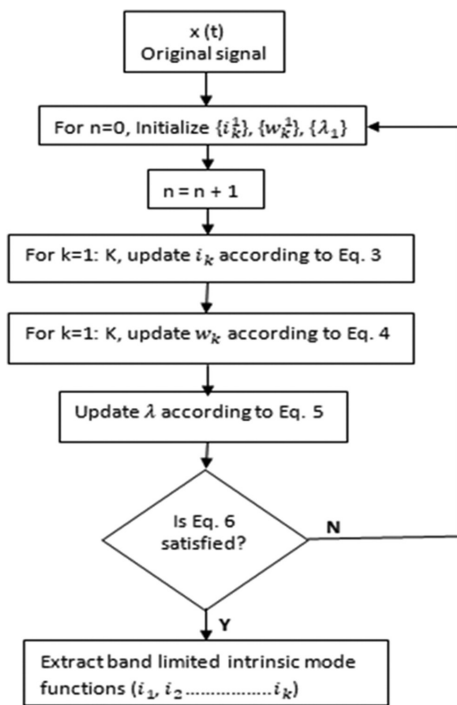 x (t)
Original signal
For n=0, Initialize {i_k^1}, {w_k^1}, {λ_1}
n = n + 1
For k=1: K, update i_k according to Eq. 3
For k=1: K, update w_k according to Eq. 4
Update λ according to Eq. 5
Is Eq. 6
satisfied?
N
Y
Extract band limited intrinsic mode
functions (i_1, i_2.................i_k)